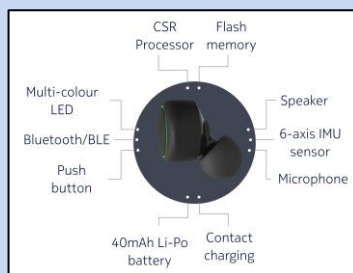 CSR
Processor
Flash
memory
Multi-colour
LED
Speaker
Bluetooth/BLE
6-axis IMU
sensor
Push
button
Microphone
40mAh Li-Po
battery
Contact
charging